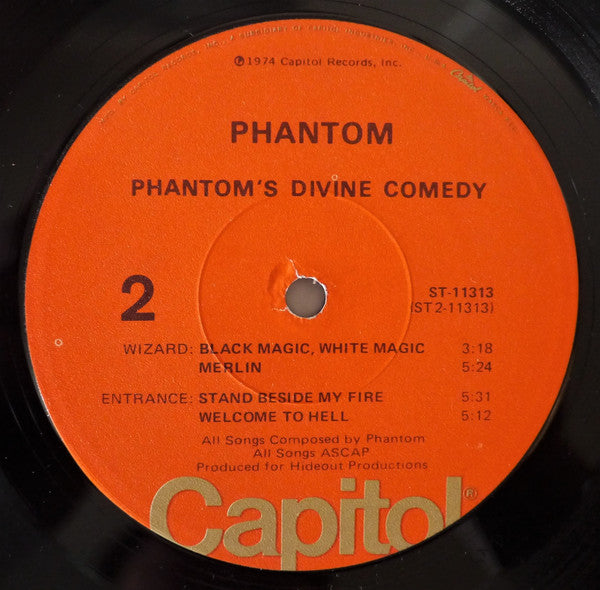 ℗1974 Capitol Records, Inc.
PHANTOM
PHANTOM'S DIVINE COMEDY
2
ST-11313
(ST2-11313)
WIZARD: BLACK MAGIC, WHITE MAGIC 3:18
MERLIN 5:24
ENTRANCE: STAND BESIDE MY FIRE 5:31
WELCOME TO HELL 5:12
All Songs Composed by Phantom
All Songs ASCAP
Produced for Hideout Productions
Capitol®